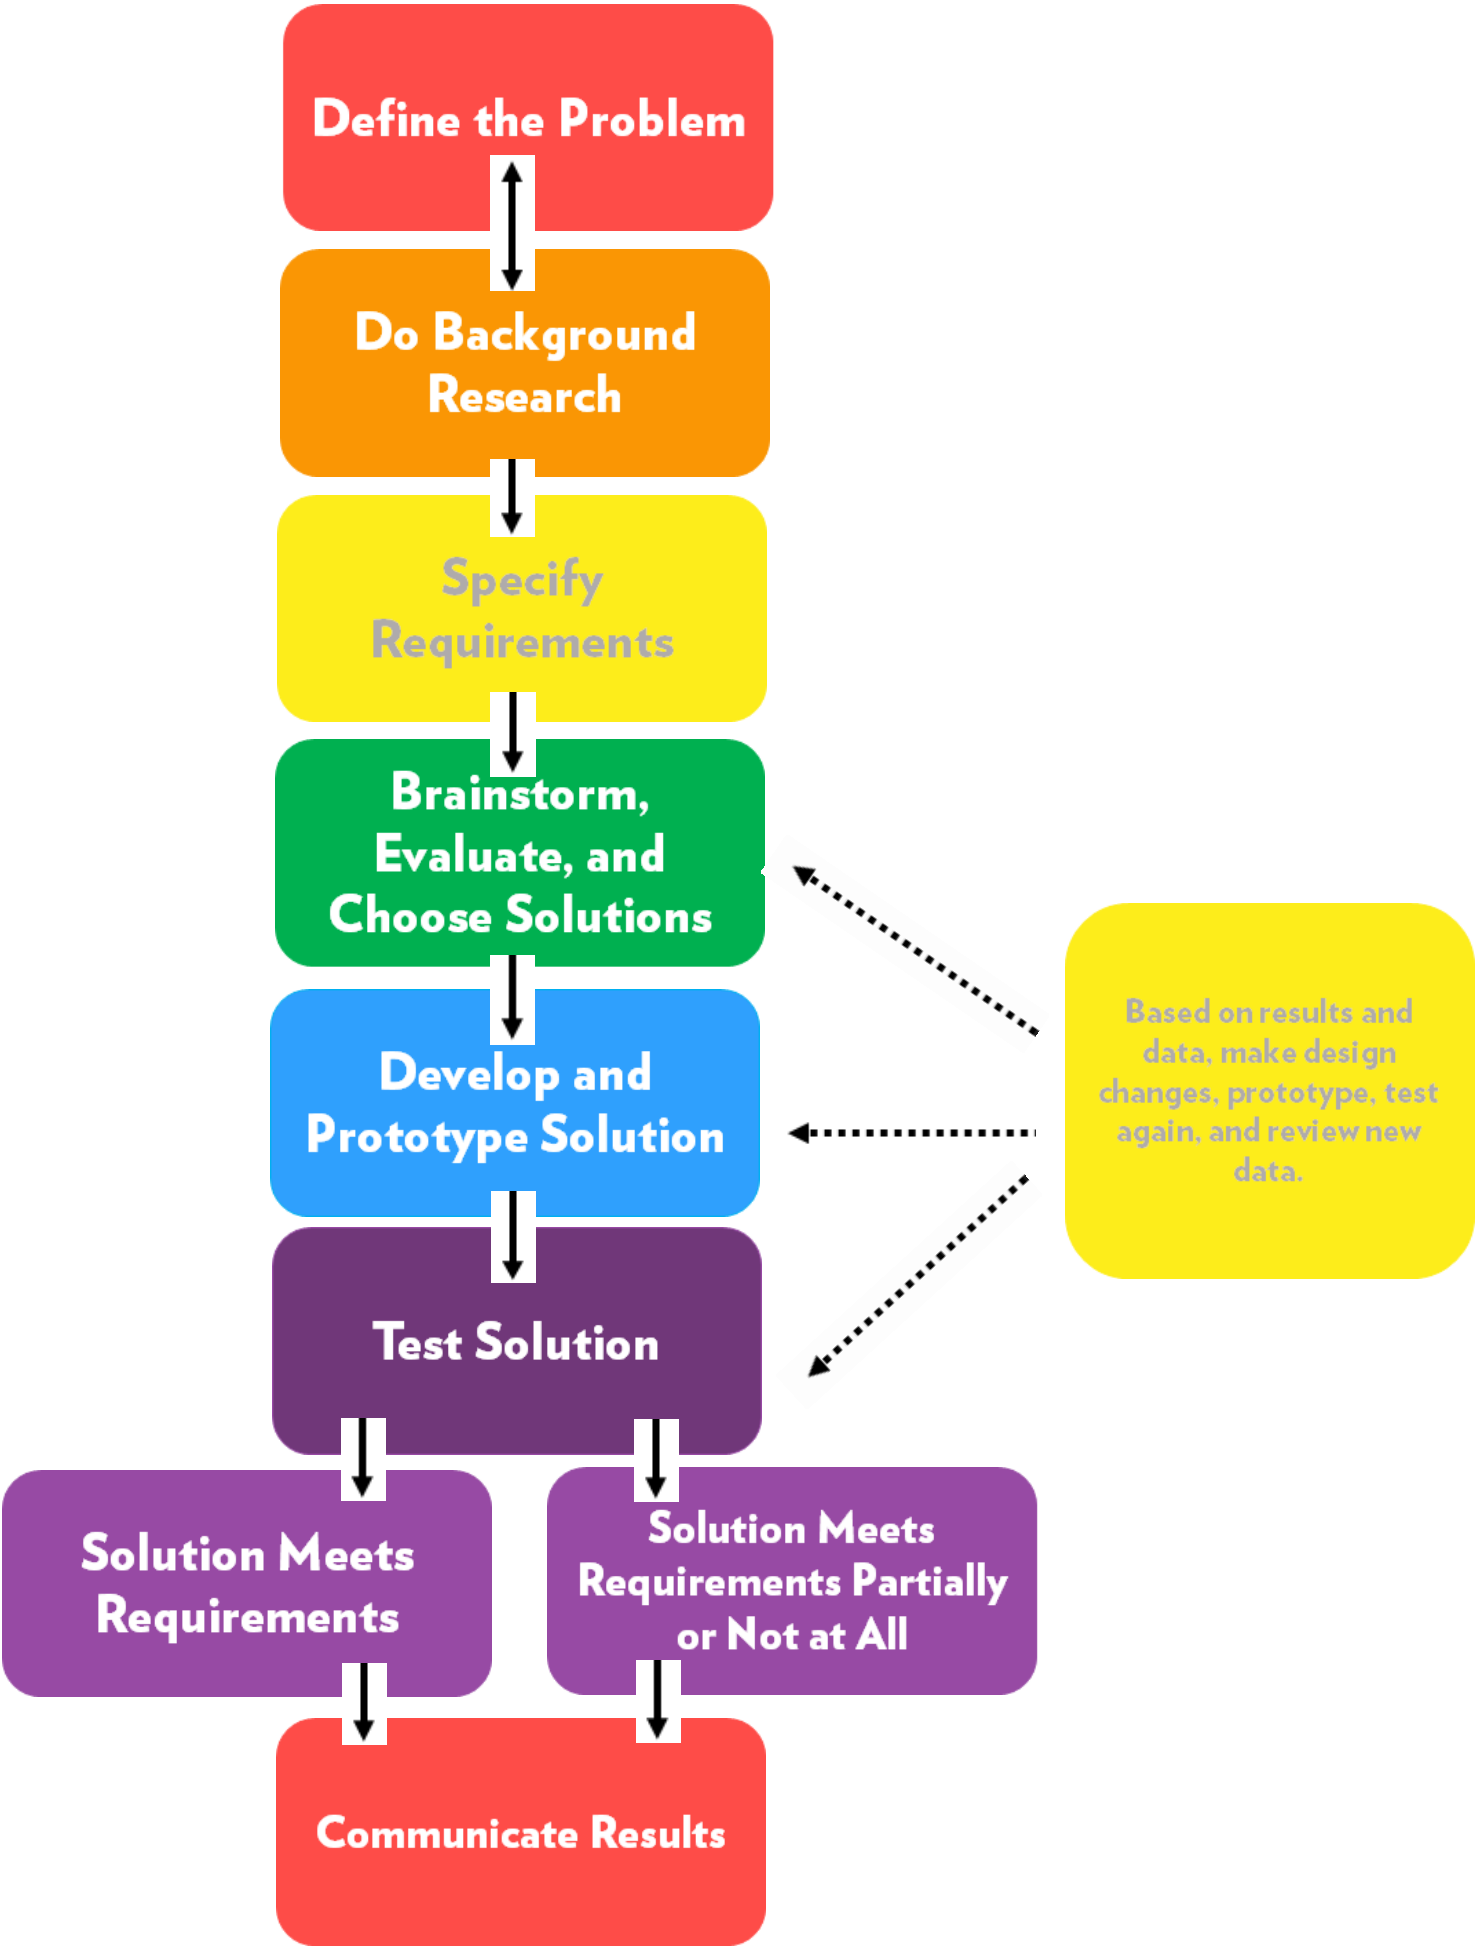 Define the Problem
Do Background
Research
Specify
Requirements
Brainstorm,
Evaluate, and
Choose Solutions
Develop and
Prototype Solution
Based on results and
data, make design
changes, prototype, test
again, and review new
data.
Test Solution
Solution Meets
Requirements
Solution Meets
Requirements Partially
or Not at All
Communicate Results